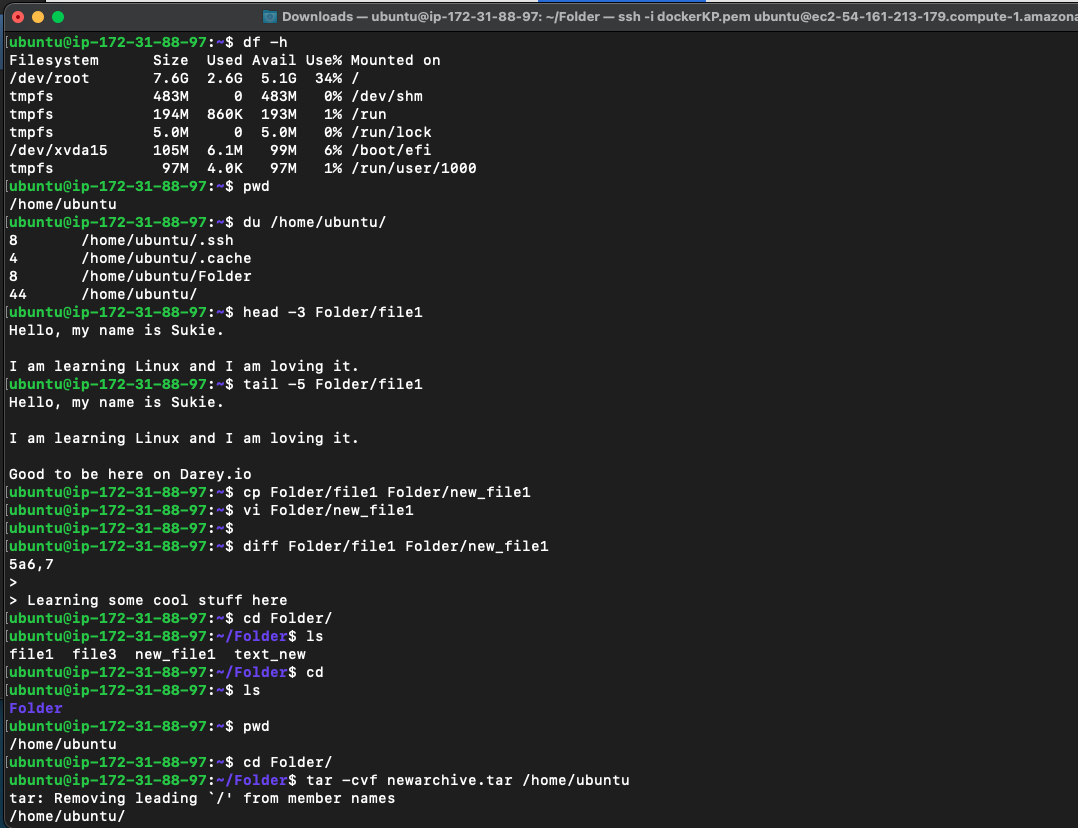 Downloads — ubuntu@ip-172-31-88-97: ~/Folder — ssh -i dockerKP.pem ubuntu@ec2-54-161-213-179.compute-1.amazona
[ubuntu@ip-172-31-88-97:~$ df -h
Filesystem      Size  Used Avail Use% Mounted on
/dev/root       7.6G  2.6G  5.1G  34% /
tmpfs           483M     0  483M   0% /dev/shm
tmpfs           194M  860K  193M   1% /run
tmpfs           5.0M     0  5.0M   0% /run/lock
/dev/xvda15     105M  6.1M   99M   6% /boot/efi
tmpfs            97M  4.0K   97M   1% /run/user/1000
[ubuntu@ip-172-31-88-97:~$ pwd
/home/ubuntu
[ubuntu@ip-172-31-88-97:~$ du /home/ubuntu/
8       /home/ubuntu/.ssh
4       /home/ubuntu/.cache
8       /home/ubuntu/Folder
44      /home/ubuntu/
[ubuntu@ip-172-31-88-97:~$ head -3 Folder/file1
Hello, my name is Sukie.

I am learning Linux and I am loving it.
[ubuntu@ip-172-31-88-97:~$ tail -5 Folder/file1
Hello, my name is Sukie.

I am learning Linux and I am loving it.

Good to be here on Darey.io
[ubuntu@ip-172-31-88-97:~$ cp Folder/file1 Folder/new_file1
[ubuntu@ip-172-31-88-97:~$ vi Folder/new_file1
[ubuntu@ip-172-31-88-97:~$
[ubuntu@ip-172-31-88-97:~$ diff Folder/file1 Folder/new_file1
5a6,7
>
> Learning some cool stuff here
[ubuntu@ip-172-31-88-97:~$ cd Folder/
[ubuntu@ip-172-31-88-97:~/Folder$ ls
file1  file3  new_file1  text_new
[ubuntu@ip-172-31-88-97:~/Folder$ cd
[ubuntu@ip-172-31-88-97:~$ ls
Folder
[ubuntu@ip-172-31-88-97:~$ pwd
/home/ubuntu
[ubuntu@ip-172-31-88-97:~$ cd Folder/
[ubuntu@ip-172-31-88-97:~/Folder$ tar -cvf newarchive.tar /home/ubuntu
tar: Removing leading `/' from member names
/home/ubuntu/